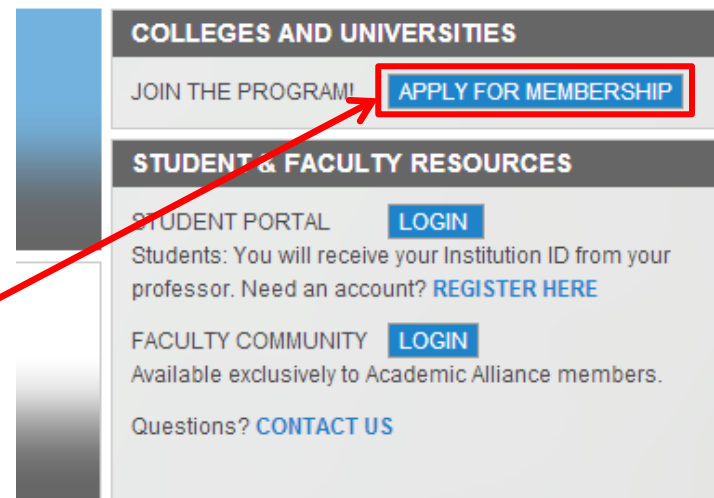 COLLEGES AND UNIVERSITIES
JOIN THE PROGRAM! APPLY FOR MEMBERSHIP
STUDENT & FACULTY RESOURCES
STUDENT PORTAL LOGIN
Students: You will receive your Institution ID from your
professor. Need an account? REGISTER HERE
FACULTY COMMUNITY LOGIN
Available exclusively to Academic Alliance members.
Questions? CONTACT US